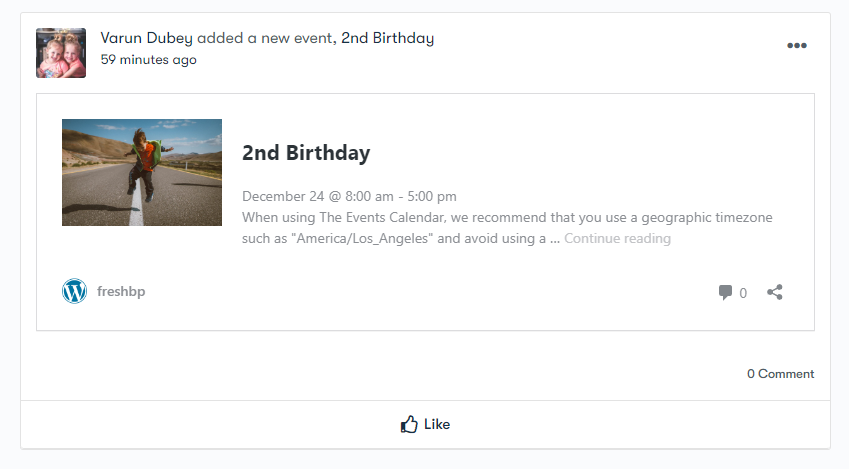 Varun Dubey added a new event, 2nd Birthday
59 minutes ago
2nd Birthday
December 24 @ 8:00 am - 5:00 pm
When using The Events Calendar, we recommend that you use a geographic timezone
such as "America/Los_Angeles" and avoid using a ... Continue reading
freshbp
0
0 Comment
Like